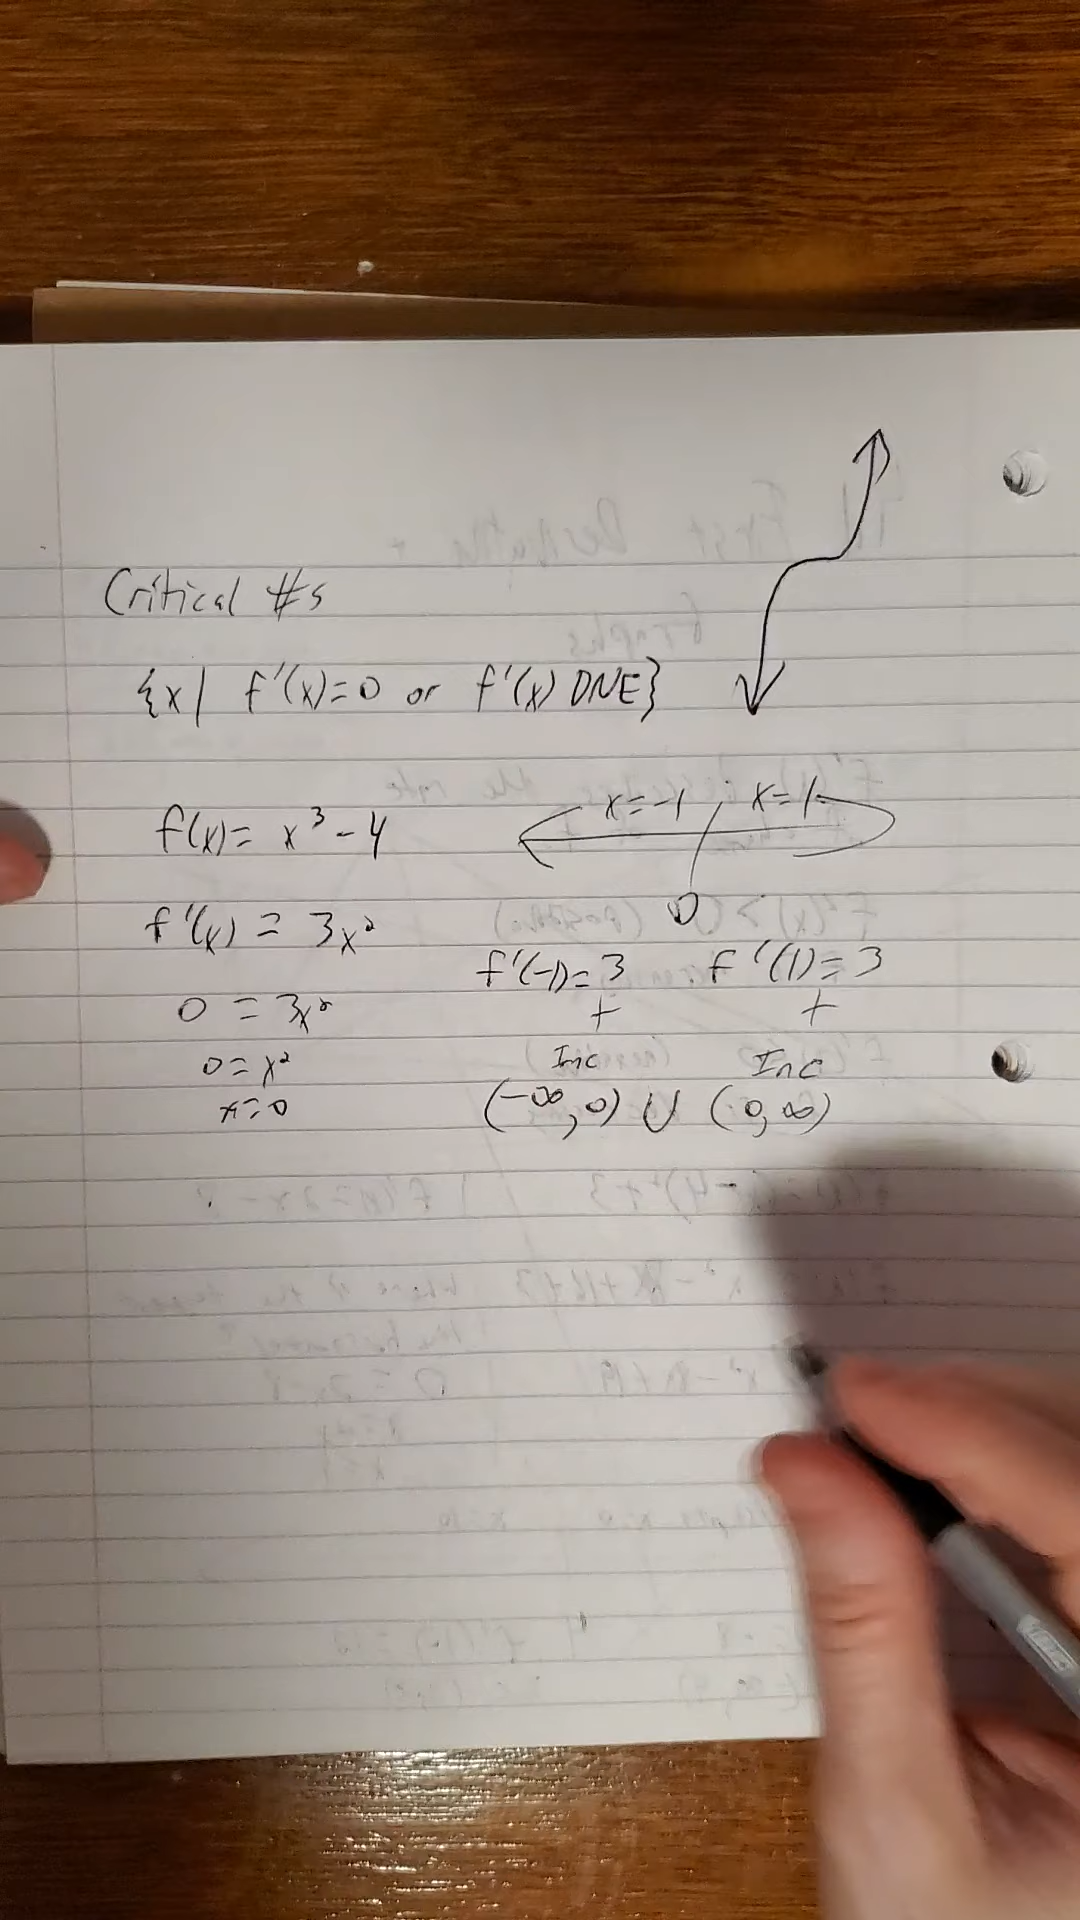 Critical #s
{x | f'(x)=0 or f'(x) DNE}
f(x) = x³ - 4
x=-1 x=1
0
f'(x) = 3x²
f'(-1)=3 f'(1)=3
+ +
0 = 3x²
0 = x²
x=0
Inc Inc
(-∞,0) ∪ (0,∞)